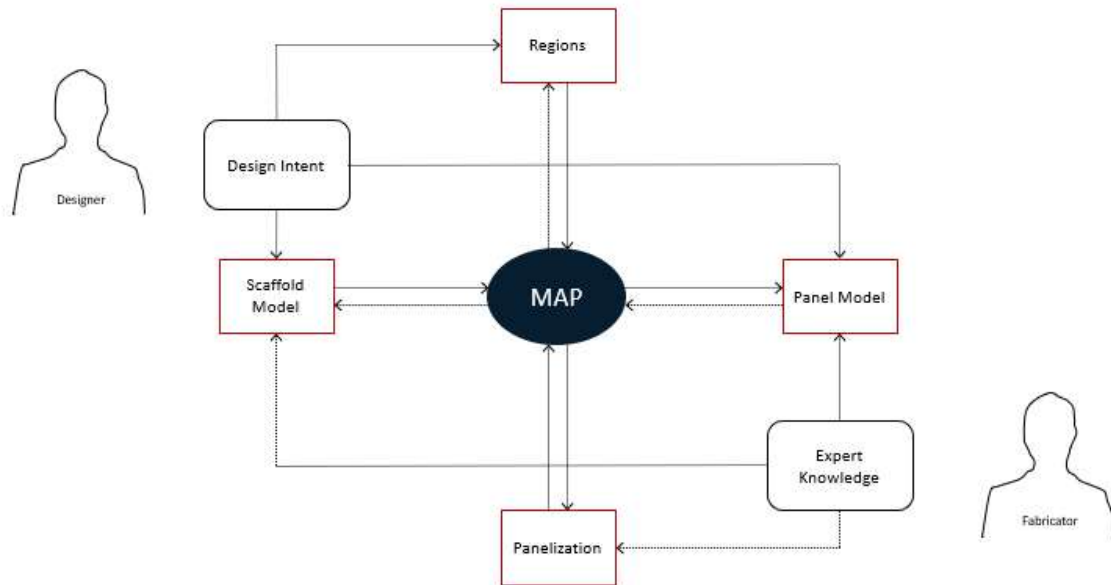 Regions
Design Intent
Designer
Scaffold
Model
MAP
Panel Model
Expert
Knowledge
Panelization
Fabricator